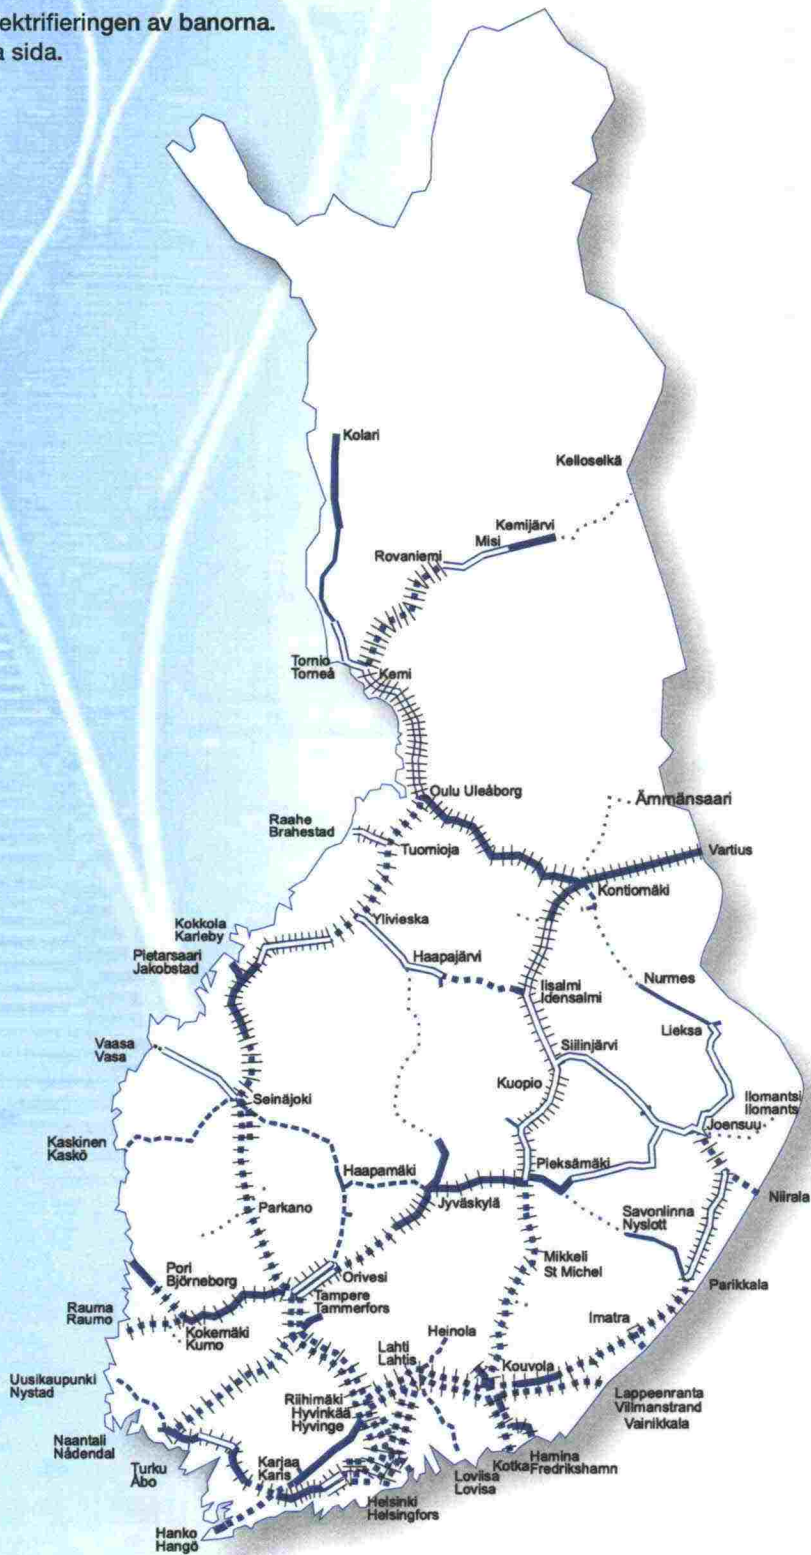 ektrifieringen av banorna.
a sida.
Kolari
Kelloselkä
Kemijärvi
Misi
Rovaniemi
Tornio
Torneå
Kemi
Oulu Uleåborg
Ämmänsaari
Raahe
Brahestad
Tuomioja
Vartius
Kontiomäki
Kokkola
Karleby
Ylivieska
Pietarsaari
Jakobstad
Haapajärvi
Iisalmi
Idensalmi
Nurmes
Lieksa
Vaasa
Vasa
Siilinjärvi
Kuopio
Seinäjoki
Ilomantsi
Ilomants
Joensuu
Kaskinen
Kaskö
Haapamäki
Pieksämäki
Jyväskylä
Niirala
Parkano
Savonlinna
Nyslott
Mikkeli
St Michel
Pori
Björneborg
Orivesi
Parikkala
Tampere
Tammerfors
Rauma
Raumo
Kokemäki
Kumo
Imatra
Heinola
Lahti
Lahtis
Kouvola
Uusikaupunki
Nystad
Riihimäki
Hyvinkää
Hyvinge
Lappeenranta
Villmanstrand
Vainikkala
Naantali
Nådendal
Turku
Åbo
Karjaa
Karis
Hamina
Fredrikshamn
Kotka
Loviisa
Lovisa
Helsinki
Helsingfors
Hanko
Hangö